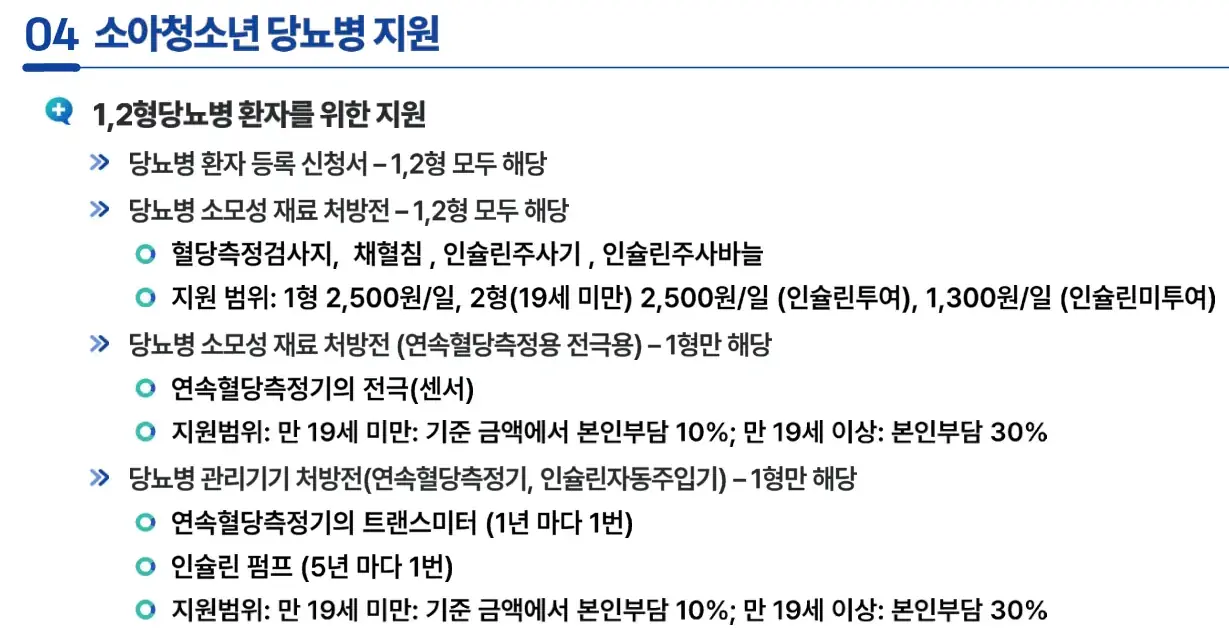 04 소아청소년 당뇨병 지원
1,2형당뇨병 환자를 위한 지원
당뇨병 환자 등록 신청서 – 1,2형 모두 해당
당뇨병 소모성 재료 처방전 – 1,2형 모두 해당
혈당측정검사지, 채혈침 , 인슐린주사기 , 인슐린주사바늘
지원 범위: 1형 2,500원/일, 2형(19세 미만) 2,500원/일 (인슐린투여), 1,300원/일 (인슐린미투여)
당뇨병 소모성 재료 처방전 (연속혈당측정용 전극용) – 1형만 해당
연속혈당측정기의 전극(센서)
지원범위: 만 19세 미만: 기준 금액에서 본인부담 10%; 만 19세 이상: 본인부담 30%
당뇨병 관리기기 처방전(연속혈당측정기, 인슐린자동주입기) – 1형만 해당
연속혈당측정기의 트랜스미터 (1년 마다 1번)
인슐린 펌프 (5년 마다 1번)
지원범위: 만 19세 미만: 기준 금액에서 본인부담 10%; 만 19세 이상: 본인부담 30%